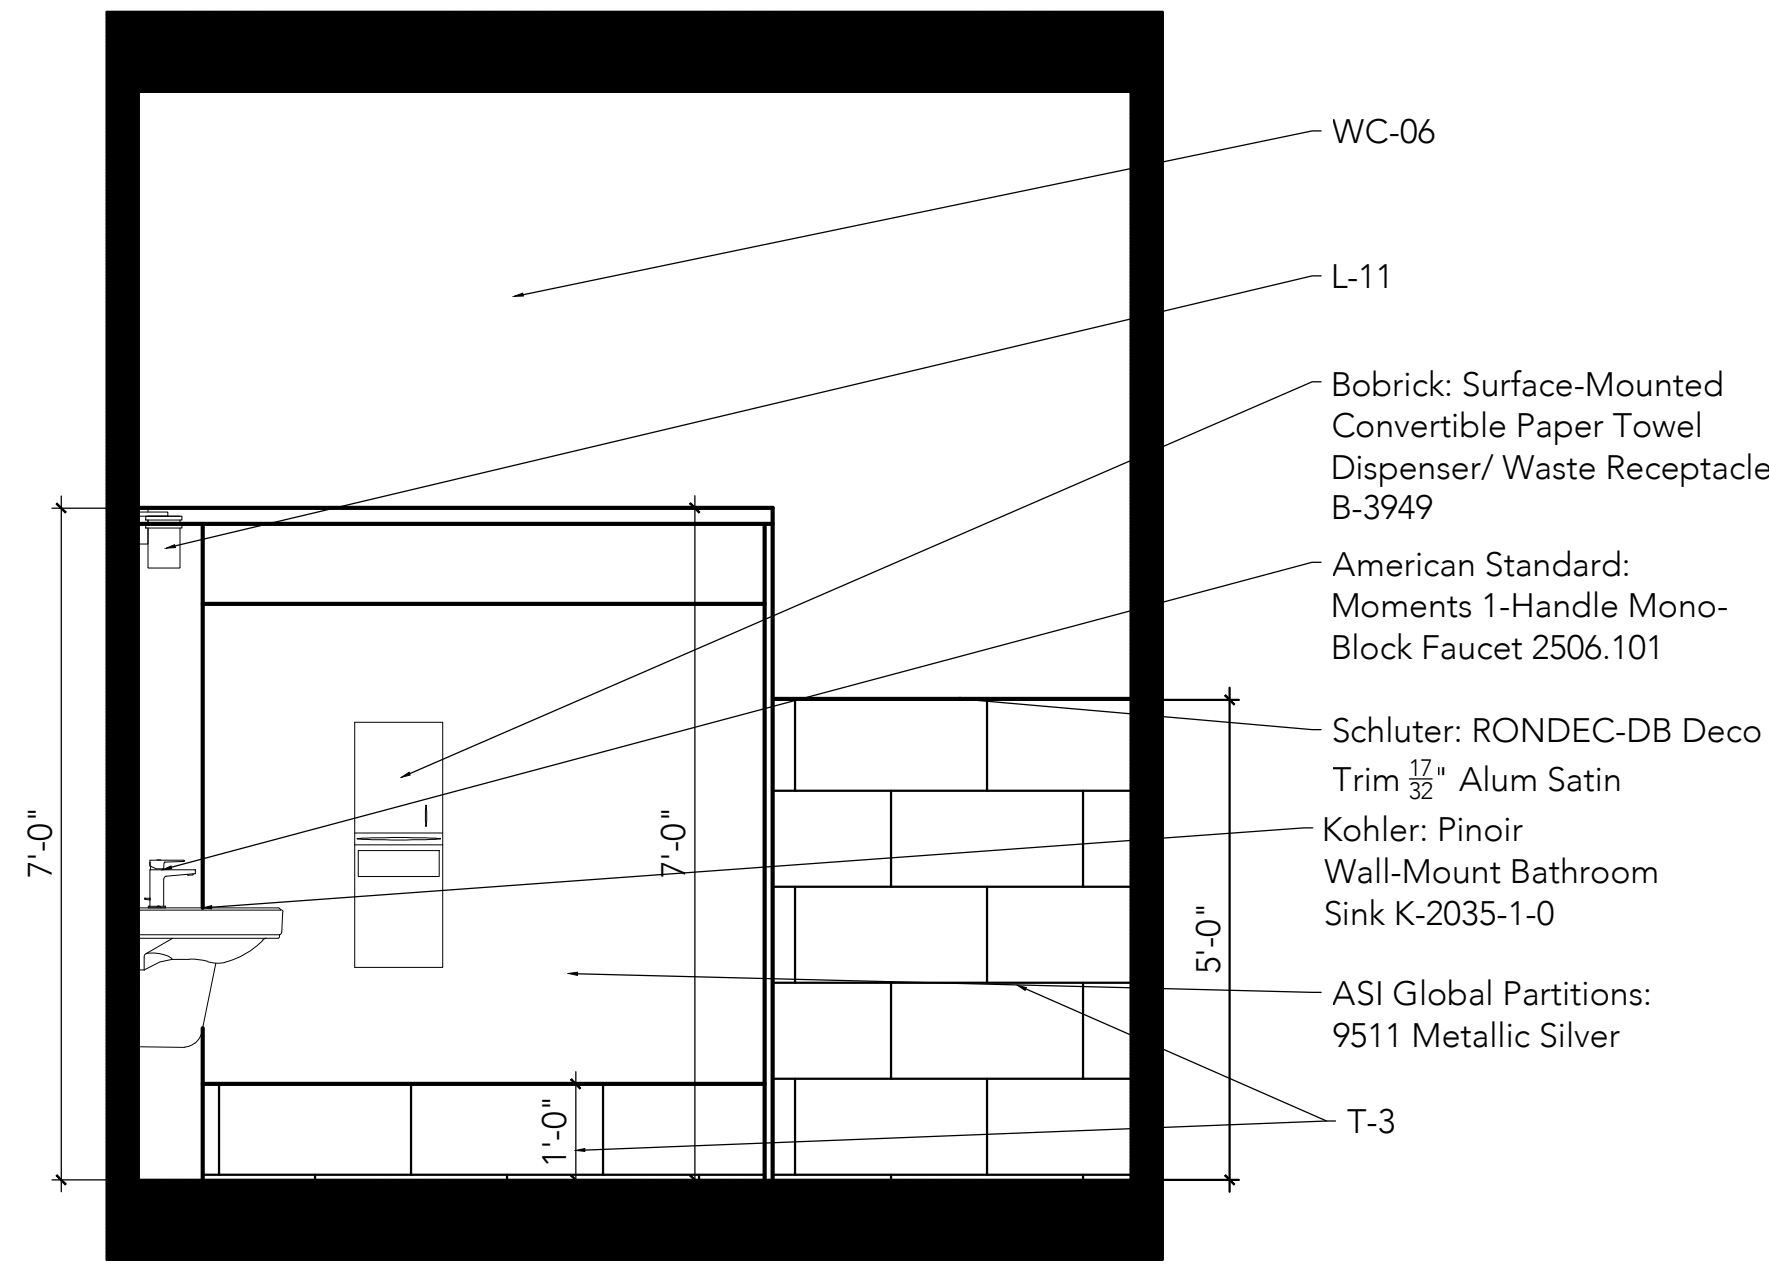 WC-06
L-11
Bobrick: Surface-Mounted
Convertible Paper Towel
Dispenser/ Waste Receptacle
B-3949
American Standard:
Moments 1-Handle Mono-
Block Faucet 2506.101
Schluter: RONDEC-DB Deco
Trim 17/32" Alum Satin
Kohler: Pinoir
Wall-Mount Bathroom
Sink K-2035-1-0
ASI Global Partitions:
9511 Metallic Silver
T-3
7'-0"
7'-0"
1'-0"
5'-0"